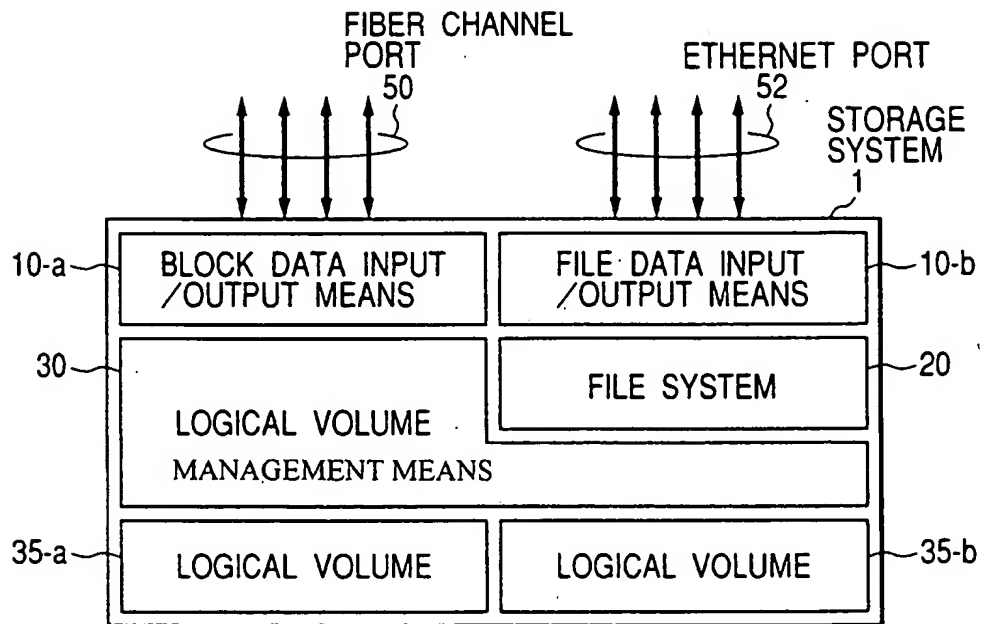 FIBER CHANNEL
PORT
50
ETHERNET PORT
52
STORAGE
SYSTEM
1
10-a
BLOCK DATA INPUT
/OUTPUT MEANS
FILE DATA INPUT
/OUTPUT MEANS
10-b
30
LOGICAL VOLUME
MANAGEMENT MEANS
FILE SYSTEM
20
35-a
LOGICAL VOLUME
LOGICAL VOLUME
35-b